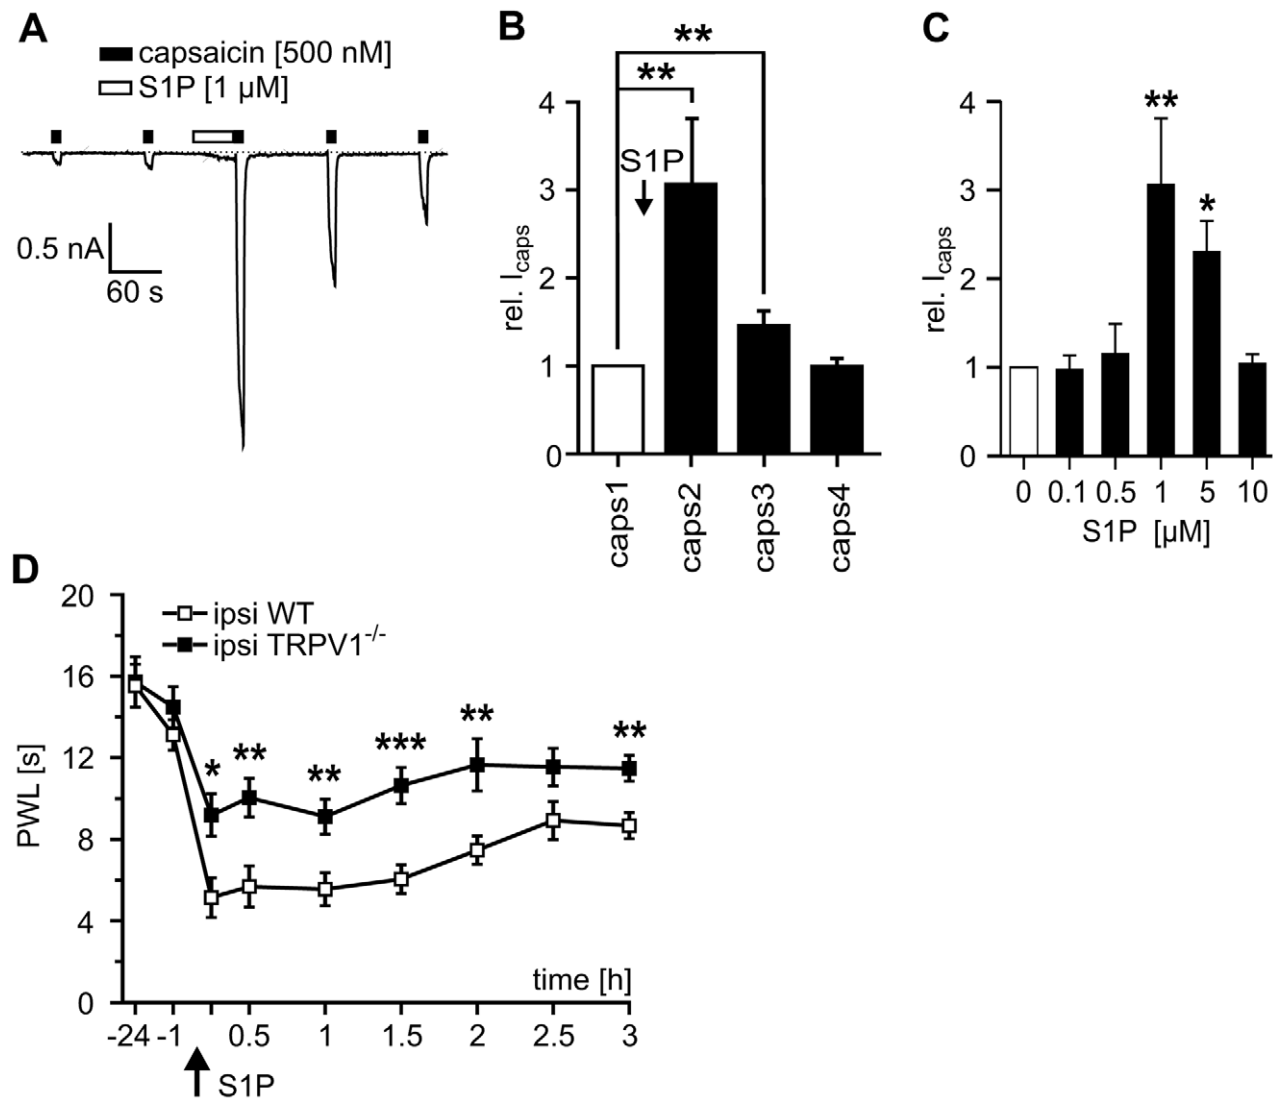 A
capsaicin [500 nM]
S1P [1 µM]
0.5 nA
60 s
B
**
**
S1P
rel. Icaps
4
3
2
1
0
caps1
caps2
caps3
caps4
C
**
*
rel. Icaps
4
3
2
1
0
0 0.1 0.5 1 5 10
S1P [µM]
D
ipsi WT
ipsi TRPV1-/-
PWL [s]
20
16
12
8
4
0
* ** ** *** ** **
time [h]
-24 -1 0.5 1 1.5 2 2.5 3
S1P